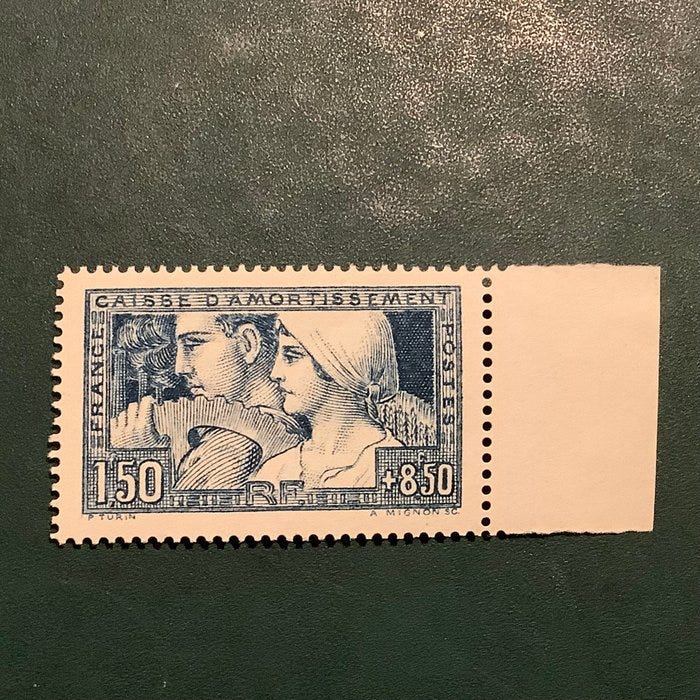 CAISSE D'AMORTISSEMENT
FRANCE
POSTES
1,50
RF
+8F50
P. TURIN
A MIGNON SC.